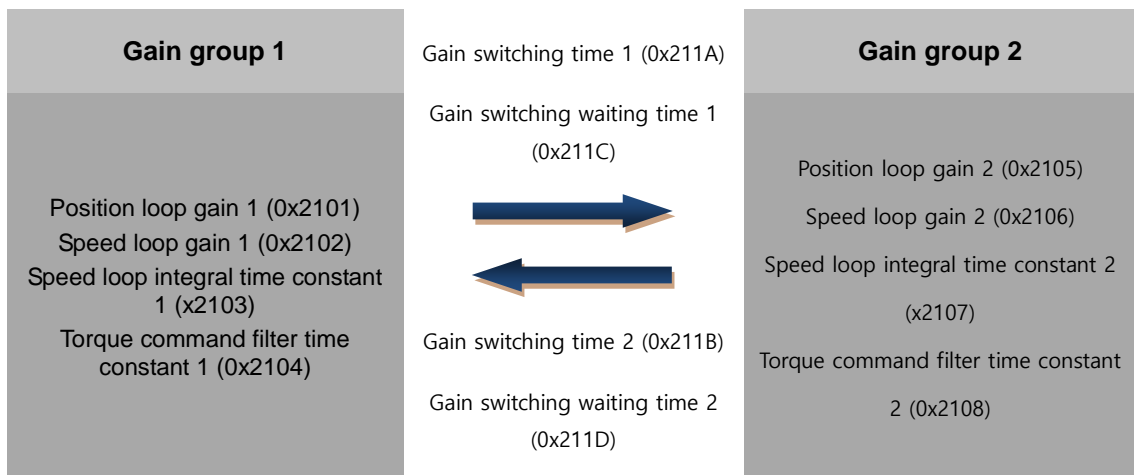 Gain group 1
Position loop gain 1 (0x2101)
Speed loop gain 1 (0x2102)
Speed loop integral time constant
1 (x2103)
Torque command filter time
constant 1 (0x2104)
Gain switching time 1 (0x211A)
Gain switching waiting time 1
(0x211C)
Gain switching time 2 (0x211B)
Gain switching waiting time 2
(0x211D)
Gain group 2
Position loop gain 2 (0x2105)
Speed loop gain 2 (0x2106)
Speed loop integral time constant 2
(x2107)
Torque command filter time constant
2 (0x2108)